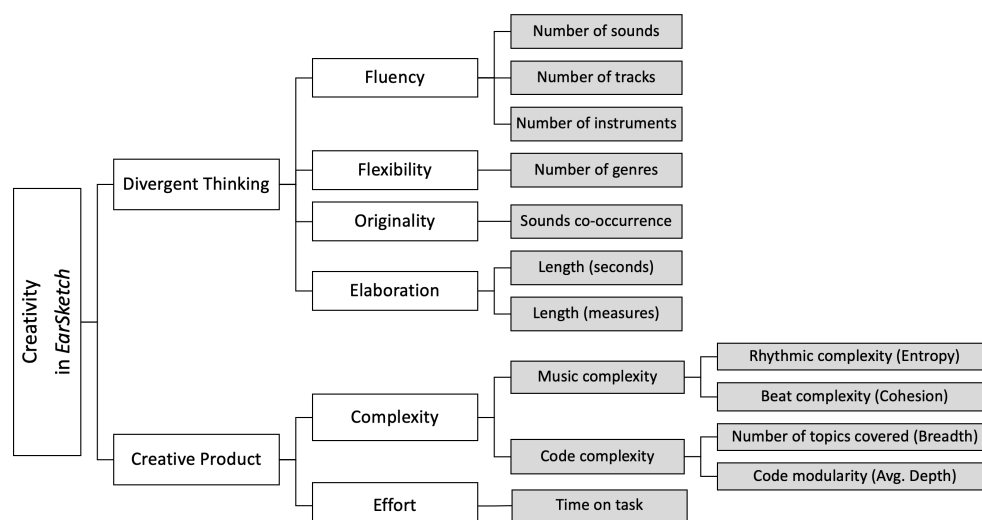 Creativity
in EarSketch
Divergent Thinking
Fluency
Number of sounds
Number of tracks
Number of instruments
Flexibility
Number of genres
Originality
Sounds co-occurrence
Elaboration
Length (seconds)
Length (measures)
Creative Product
Complexity
Music complexity
Rhythmic complexity (Entropy)
Beat complexity (Cohesion)
Code complexity
Number of topics covered (Breadth)
Code modularity (Avg. Depth)
Effort
Time on task